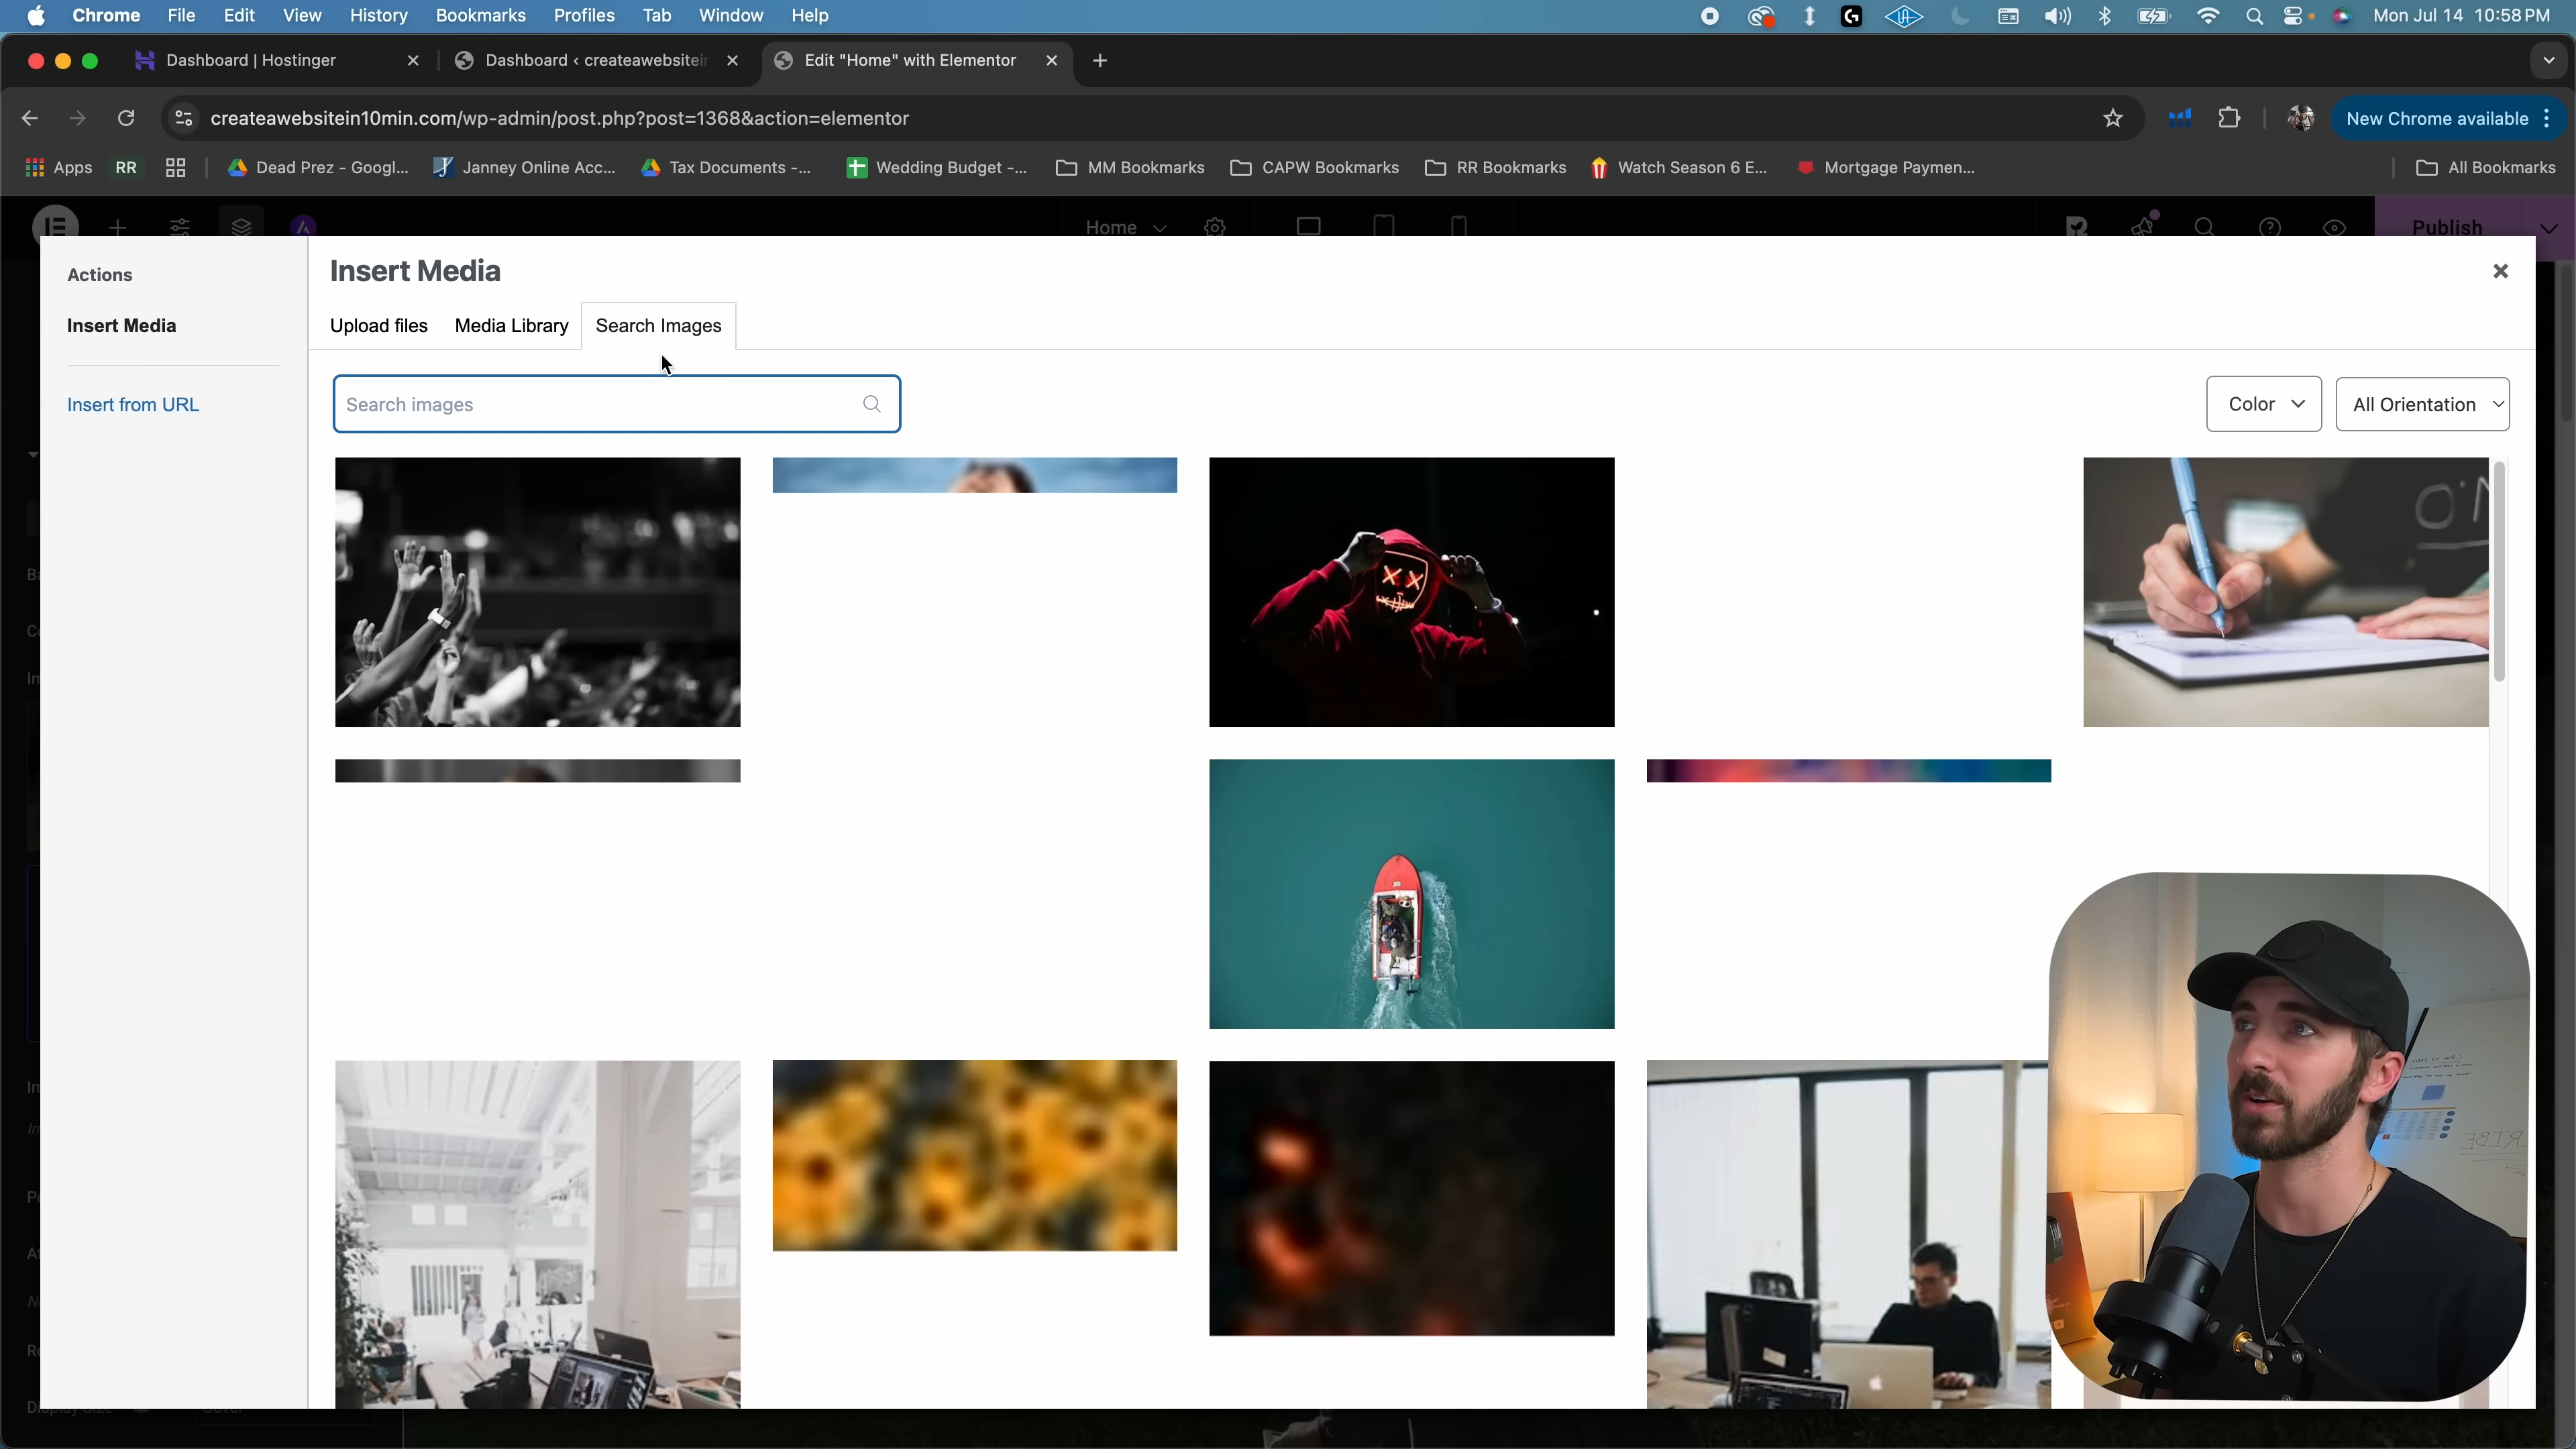 Chrome File Edit View History Bookmarks Profiles Tab Window Help Mon Jul 14 10:58 PM
Dashboard | Hostinger Dashboard ‹ createawebsitein Edit "Home" with Elementor
createawebsitein10min.com/wp-admin/post.php?post=1368&action=elementor New Chrome available
Apps RR Dead Prez - Googl... Janney Online Acc... Tax Documents -... Wedding Budget -... MM Bookmarks CAPW Bookmarks RR Bookmarks Watch Season 6 E... Mortgage Paymen... All Bookmarks
Home Publish
Actions
Insert Media
Insert from URL
Insert Media
Upload files Media Library Search Images
Search images
Color All Orientation